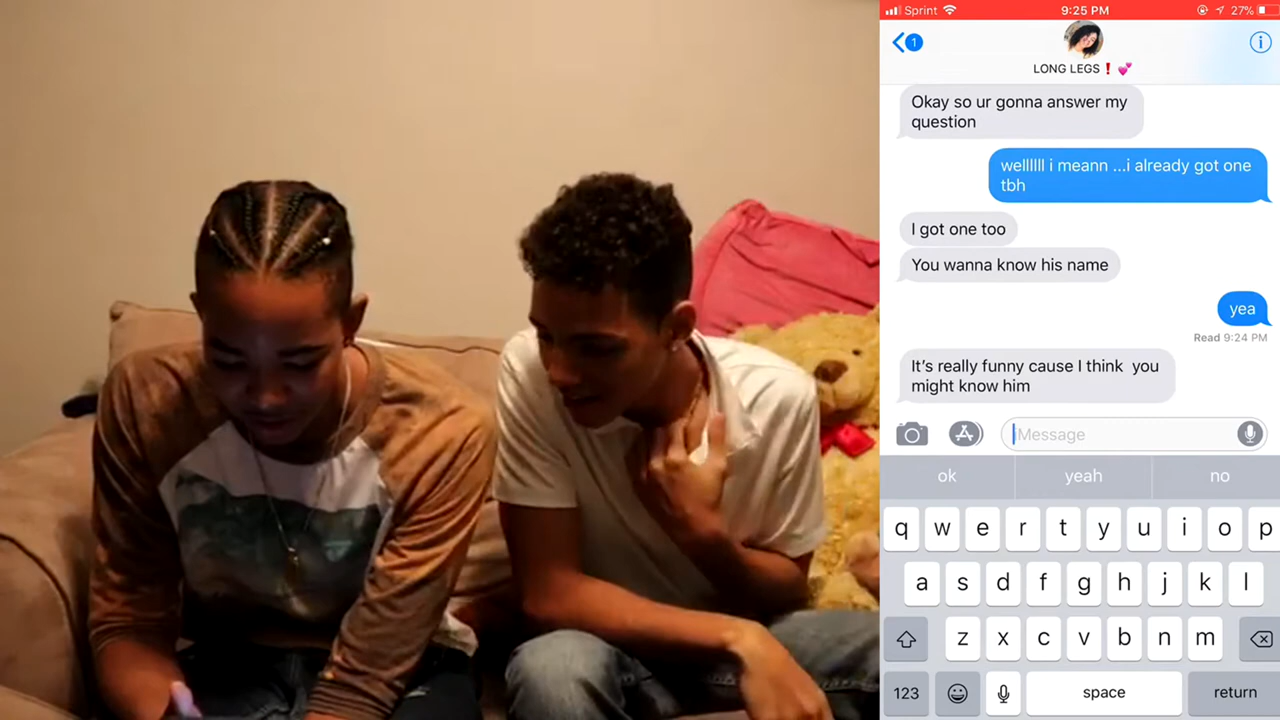 Sprint 9:25 PM 27%
1
LONG LEGS❗💕
Okay so ur gonna answer my
question
wellllll i meann ...i already got one
tbh
I got one too
You wanna know his name
yea
Read 9:24 PM
It's really funny cause I think  you
might know him
Message
ok yeah no
q w e r t y u i o p
a s d f g h j k l
z x c v b n m
123 space return